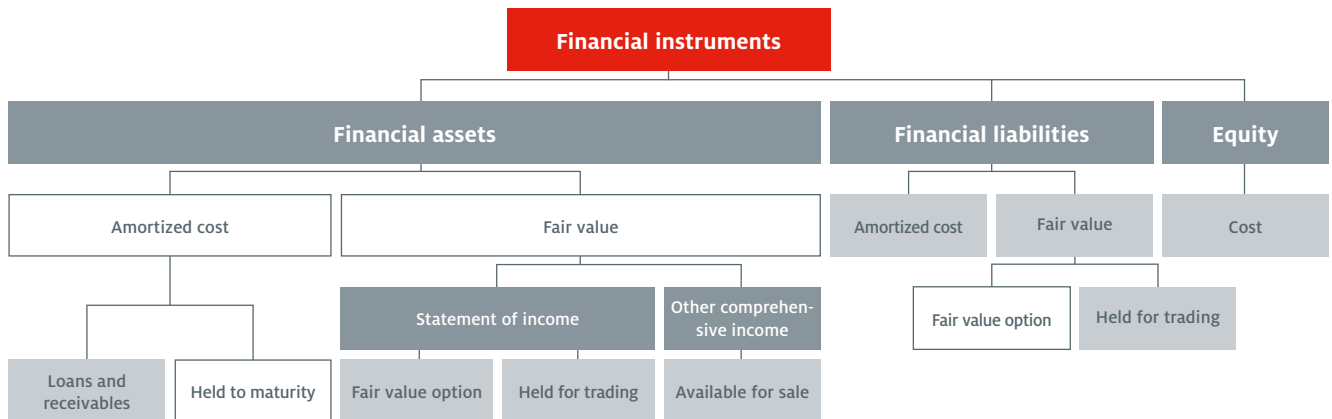 Financial instruments
Financial assets
Financial liabilities
Equity
Amortized cost
Fair value
Amortized cost
Fair value
Cost
Statement of income
Other comprehen-
sive income
Fair value option
Held for trading
Loans and
receivables
Held to maturity
Fair value option
Held for trading
Available for sale